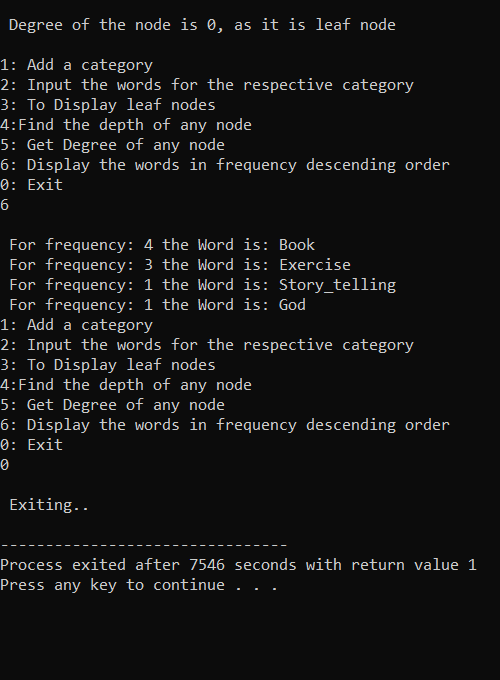 Degree of the node is 0, as it is leaf node
1: Add a category
2: Input the words for the respective category
3: To Display leaf nodes
4:Find the depth of any node
5: Get Degree of any node
6: Display the words in frequency descending order
0: Exit
6
For frequency: 4 the Word is: Book
For frequency: 3 the Word is: Exercise
For frequency: 1 the Word is: Story_telling
For frequency: 1 the Word is: God
1: Add a category
2: Input the words for the respective category
3: To Display leaf nodes
4:Find the depth of any node
5: Get Degree of any node
6: Display the words in frequency descending order
0: Exit
0
Exiting..
--------------------------------
Process exited after 7546 seconds with return value 1
Press any key to continue . . .